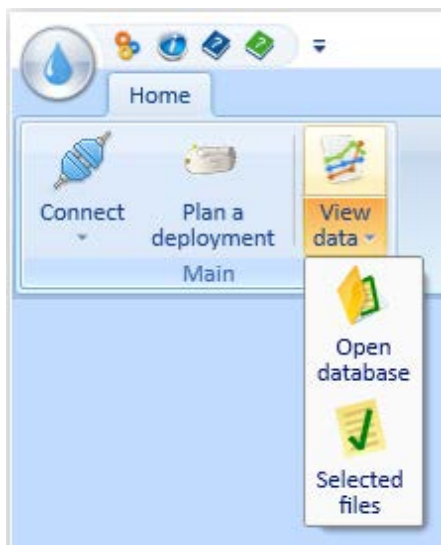 Home
Connect
Plan a
deployment
View
data
Main
Open
database
Selected
files